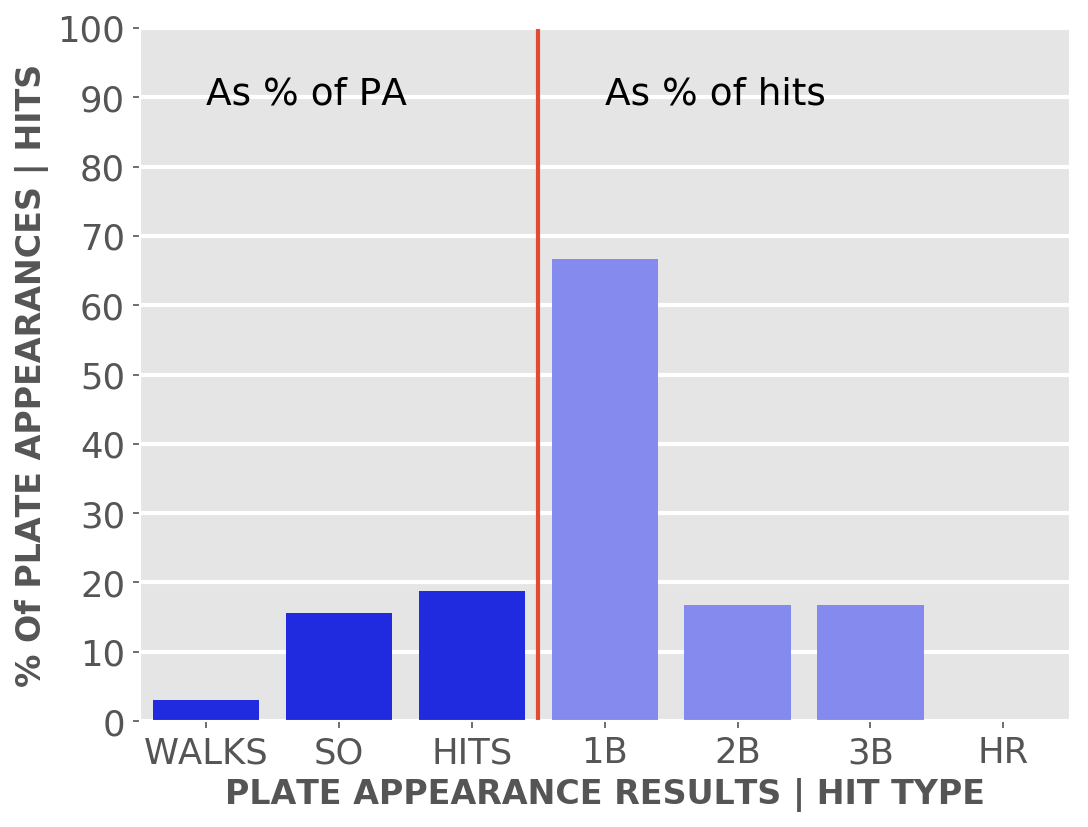 100
90
80
70
60
50
40
30
20
10
0
% Of PLATE APPEARANCES | HITS
As % of PA
As % of hits
WALKS SO HITS 1B 2B 3B HR
PLATE APPEARANCE RESULTS | HIT TYPE